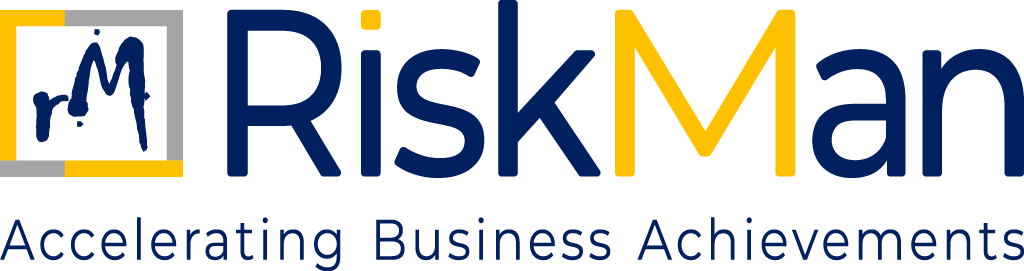 rM
RiskMan
Accelerating Business Achievements